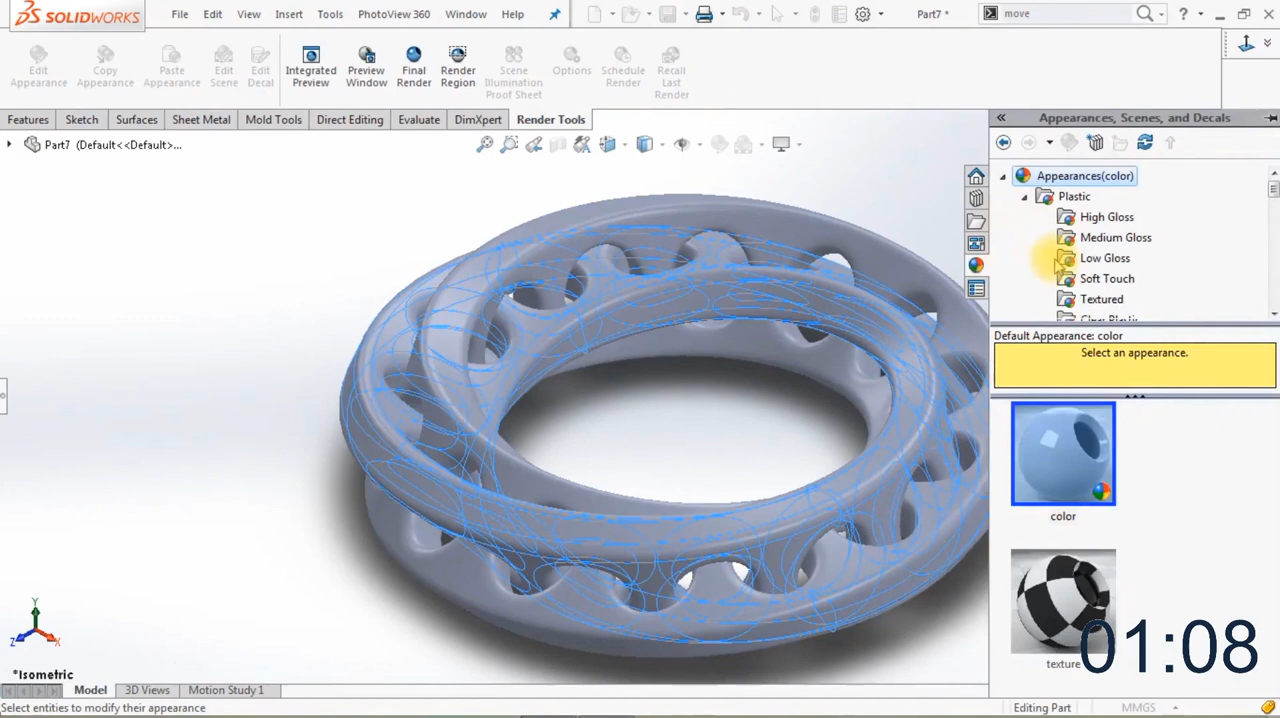 SOLIDWORKS File Edit View Insert Tools PhotoView 360 Window Help Part7 * move ?
Edit Appearance
Copy Appearance
Paste Appearance
Edit Scene
Edit Decal
Integrated Preview
Preview Window
Final Render
Render Region
Scene Illumination Proof Sheet
Options
Schedule Render
Recall Last Render
Features Sketch Surfaces Sheet Metal Mold Tools Direct Editing Evaluate DimXpert Render Tools
Appearances, Scenes, and Decals
Part7 (Default<<Default>...
Appearances(color)
Plastic
High Gloss
Medium Gloss
Low Gloss
Soft Touch
Textured
Clear Plastic
Default Appearance: color
Select an appearance.
color
texture
01:08
Y
Z X
*Isometric
Model 3D Views Motion Study 1
Select entities to modify their appearance Editing Part MMGS